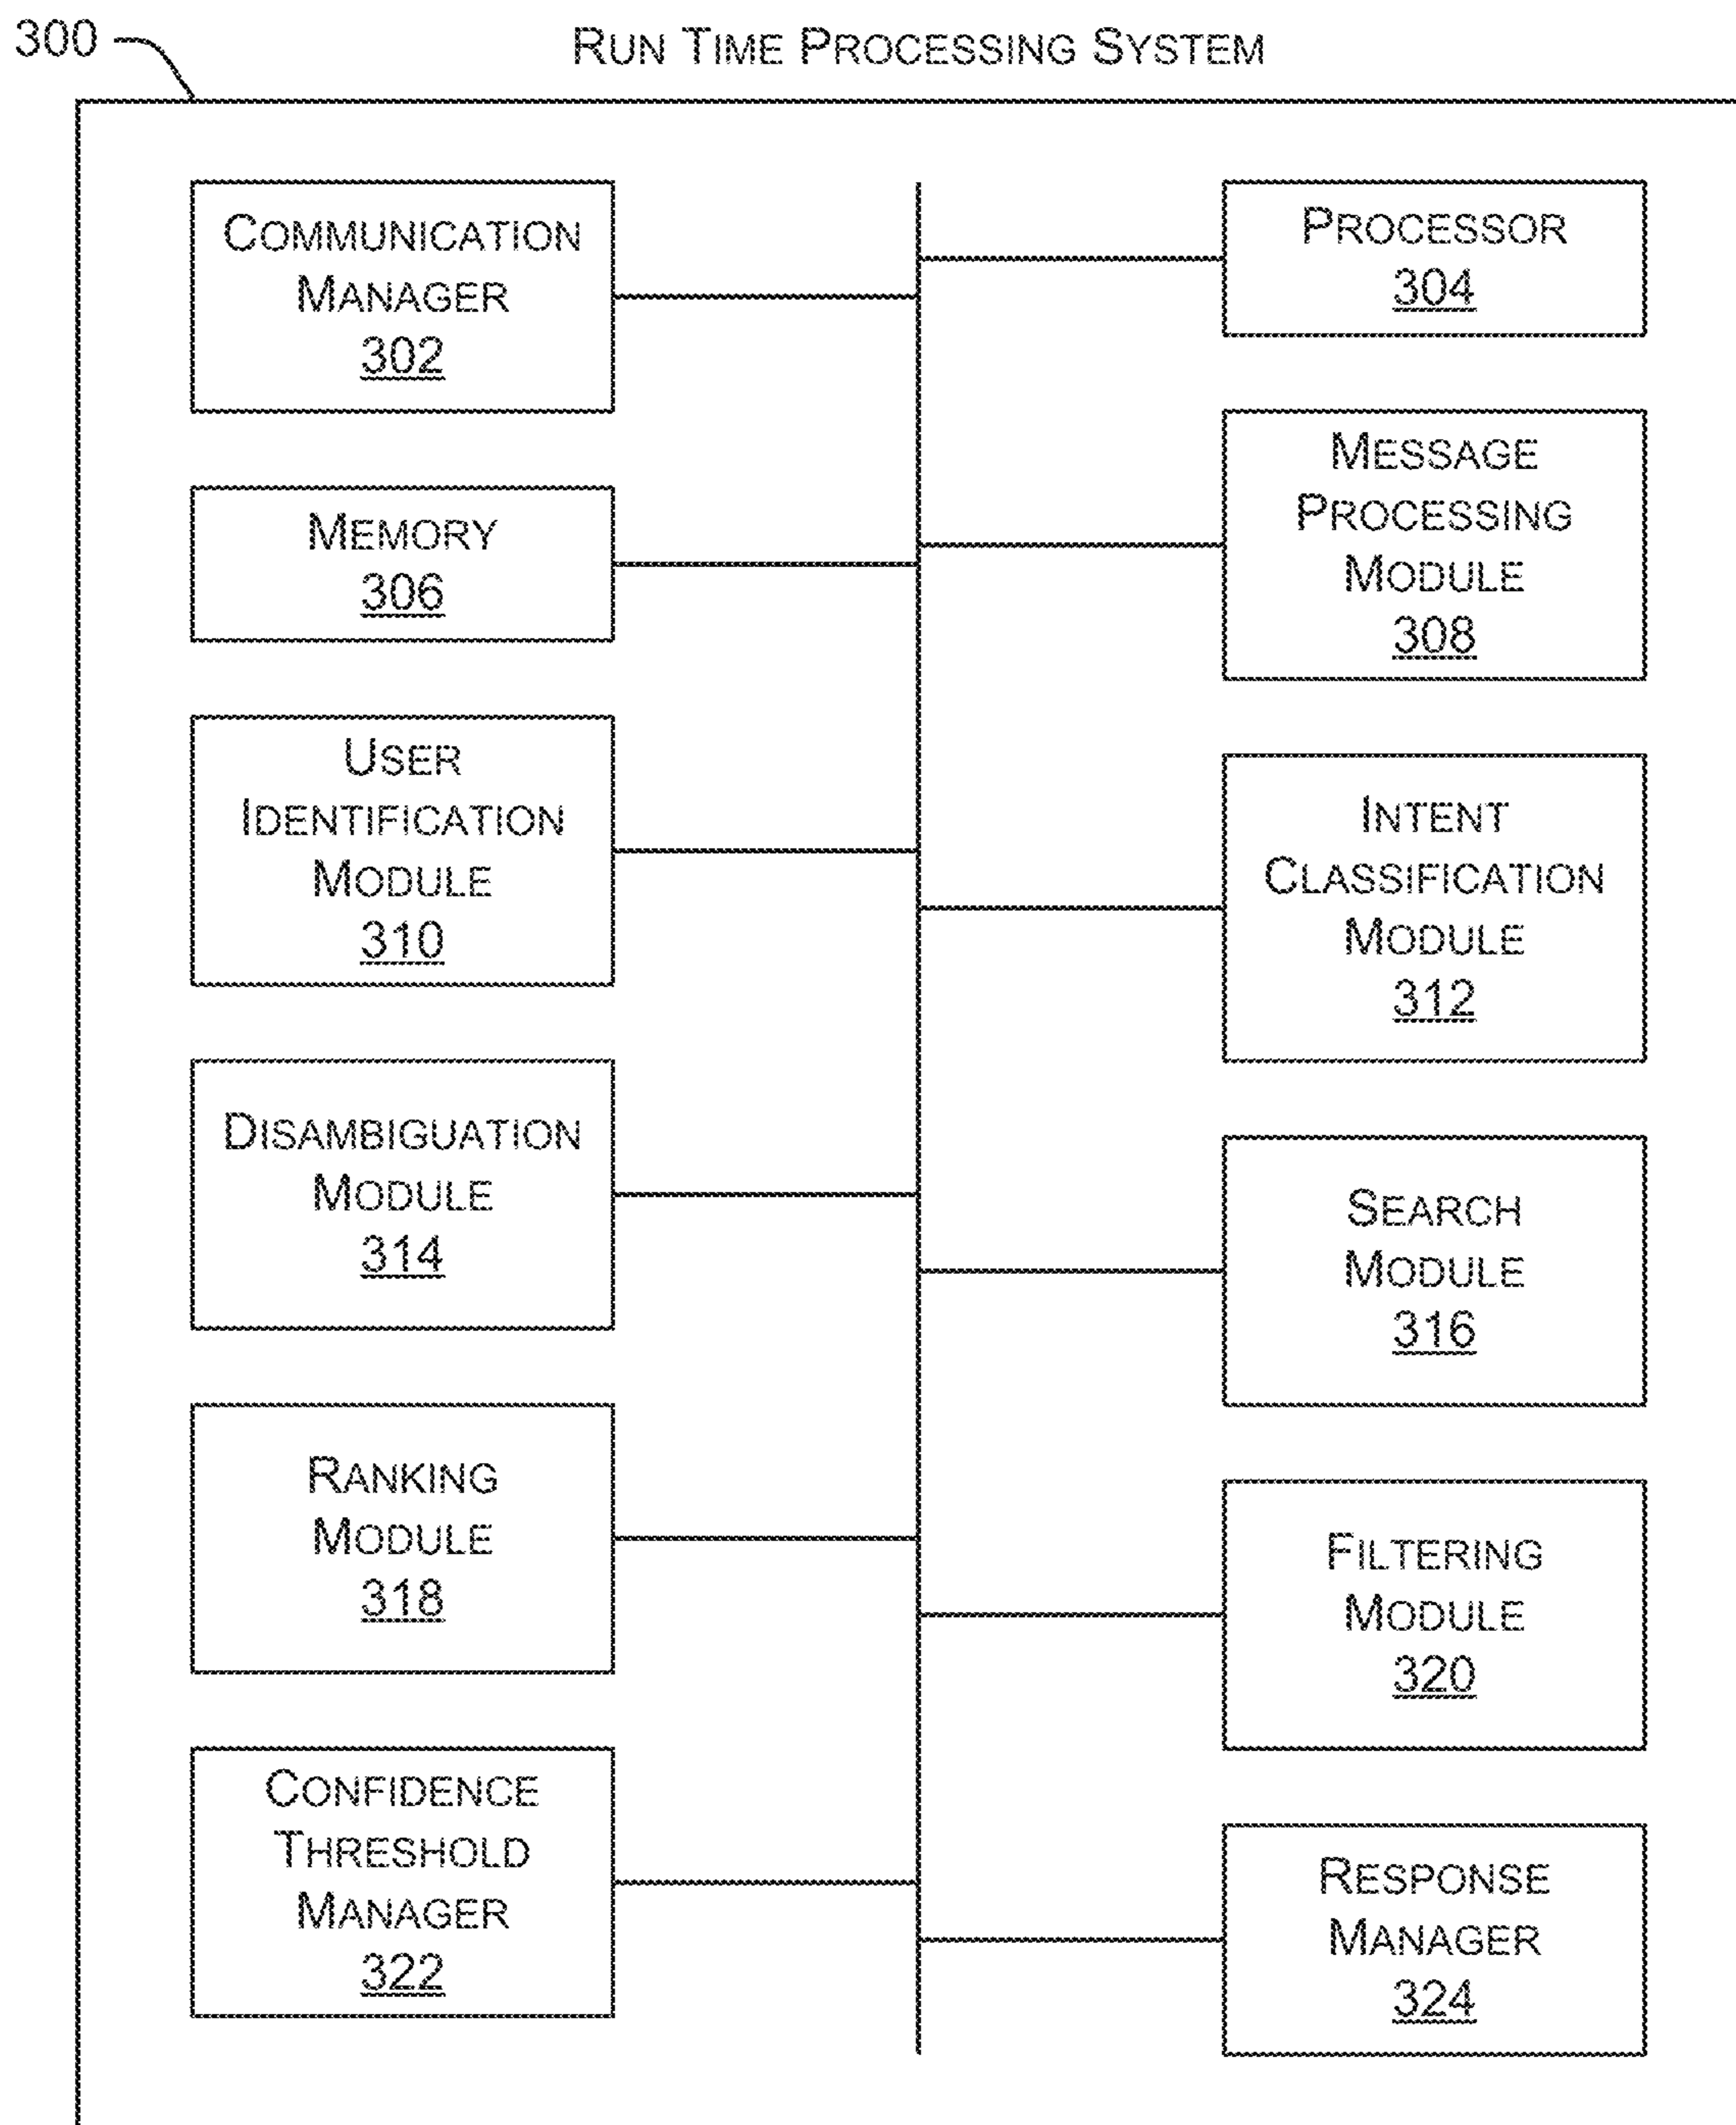 300
RUN TIME PROCESSING SYSTEM
COMMUNICATION
MANAGER
302
PROCESSOR
304
MEMORY
306
MESSAGE
PROCESSING
MODULE
308
USER
IDENTIFICATION
MODULE
310
INTENT
CLASSIFICATION
MODULE
312
DISAMBIGUATION
MODULE
314
SEARCH
MODULE
316
RANKING
MODULE
318
FILTERING
MODULE
320
CONFIDENCE
THRESHOLD
MANAGER
322
RESPONSE
MANAGER
324